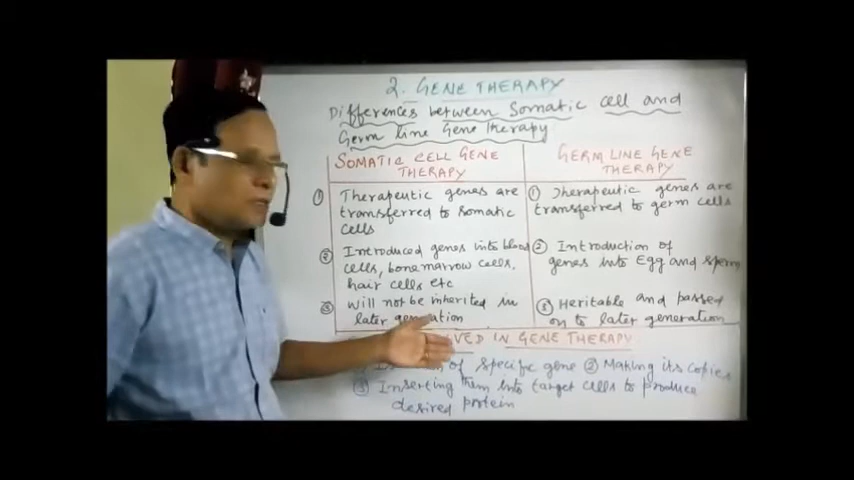 2. GENE THERAPY
Differences between Somatic cell and
Germ line Gene Therapy
SOMATIC CELL GENE
THERAPY
① Therapeutic genes are
transferred to somatic
cells
② Introduced genes into blood
cells, bonemarrow cells,
hair cells etc
③ will not be inherited in
later generation
GERM LINE GENE
THERAPY
① Therapeutic genes are
transferred to germ cells
② Introduction of
genes into Egg and sperm
③ Heritable and passed
on to later generation
IN GENE THERAPY
of specific gene ② Making its copies
③ Inserting them into target cells to produce
desired protein